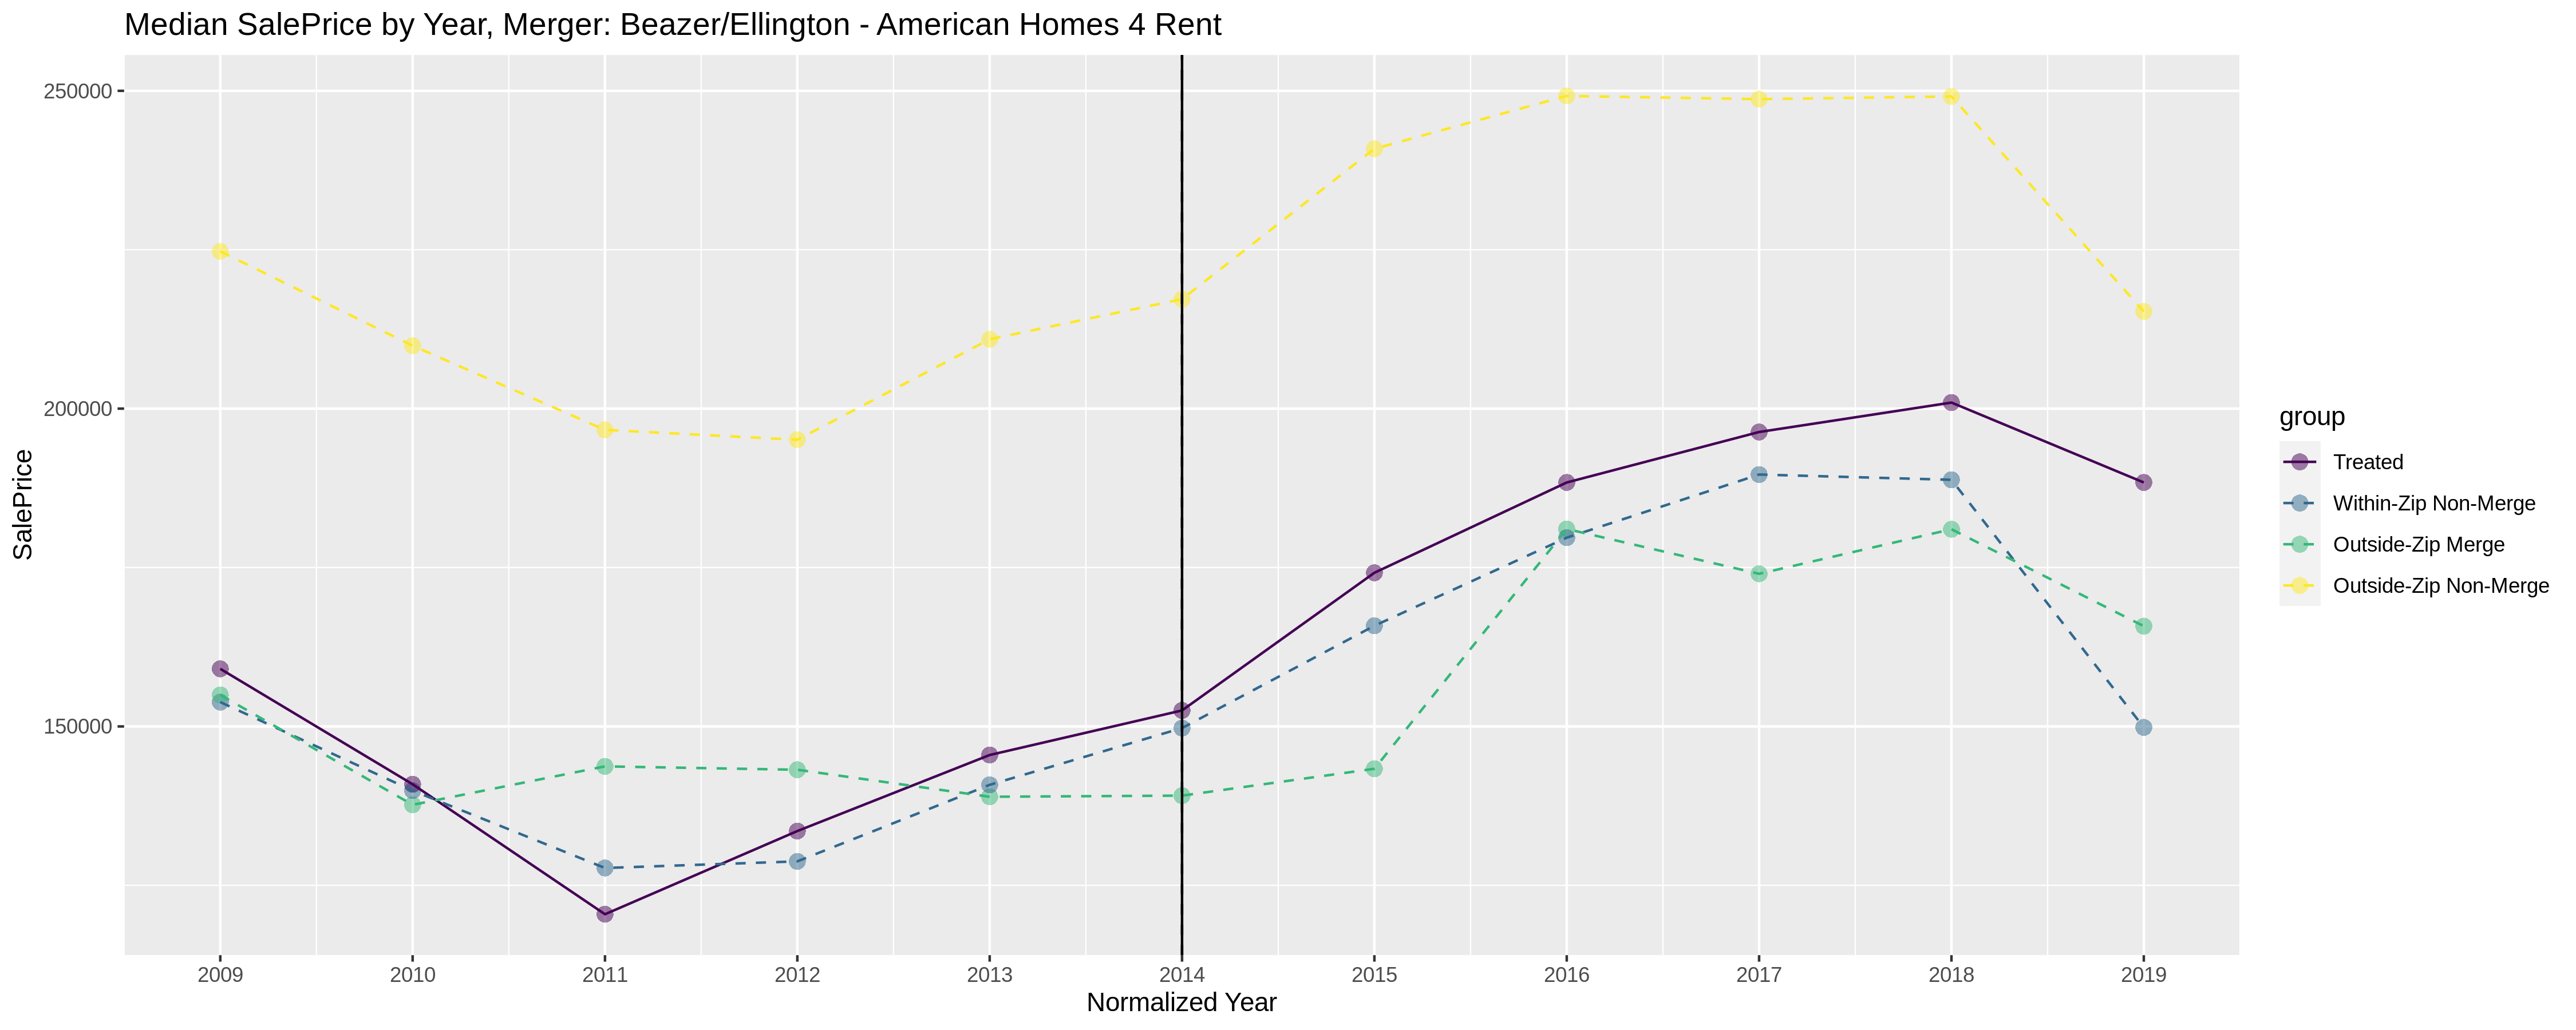 Median SalePrice by Year, Merger: Beazer/Ellington - American Homes 4 Rent
250000
200000
150000
SalePrice
2009 2010 2011 2012 2013 2014 2015 2016 2017 2018 2019
Normalized Year
group
Treated
Within-Zip Non-Merge
Outside-Zip Merge
Outside-Zip Non-Merge